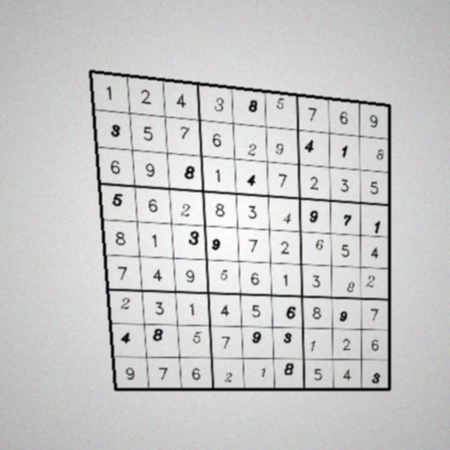 1 2 4 3 8 5 7 6 9
3 5 7 6 2 9 4 1 8
6 9 8 1 4 7 2 3 5
5 6 2 8 3 4 9 7 1
8 1 3 9 7 2 6 5 4
7 4 9 5 6 1 3 8 2
2 3 1 4 5 6 8 9 7
4 8 5 7 9 3 1 2 6
9 7 6 2 1 8 5 4 3